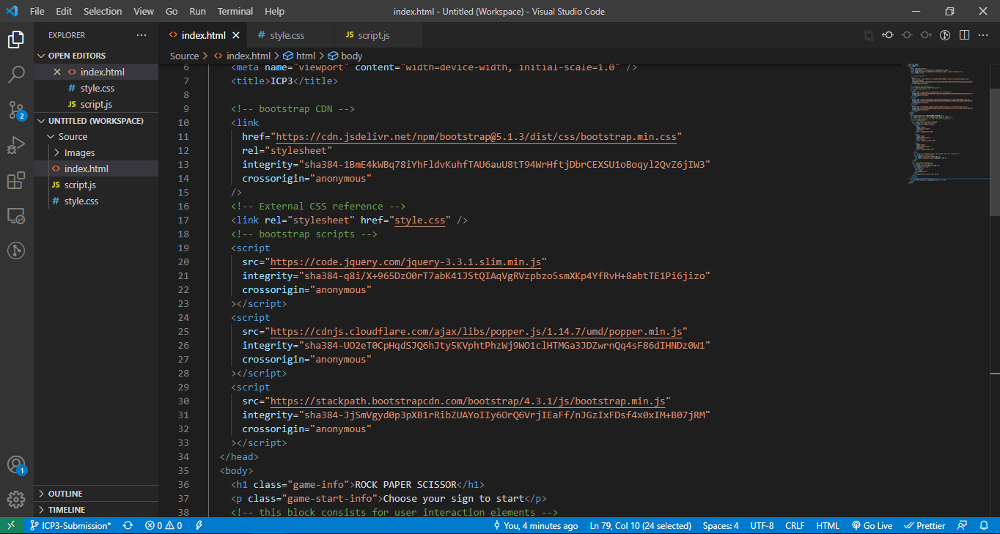 File Edit Selection View Go Run Terminal Help
index.html - Untitled (Workspace) - Visual Studio Code
EXPLORER
OPEN EDITORS
<> index.html
# style.css
JS script.js
UNTITLED (WORKSPACE)
Source
Images
<> index.html
JS script.js
# style.css
OUTLINE
TIMELINE
2
1
<> index.html
# style.css
JS script.js
Source > <> index.html > html > body
6 <meta name="viewport" content="width=device-width, initial-scale=1.0" />
7 <title>ICP3</title>
8
9 <!-- bootstrap CDN -->
10 <link
11 href="https://cdn.jsdelivr.net/npm/bootstrap@5.1.3/dist/css/bootstrap.min.css"
12 rel="stylesheet"
13 integrity="sha384-1BmE4kWBq78iYhFldvKuhfTAU6auU8tT94WrHftjDbrCEXSU1oBoqyl2QvZ6jIW3"
14 crossorigin="anonymous"
15 />
16 <!-- External CSS reference -->
17 <link rel="stylesheet" href="style.css" />
18 <!-- bootstrap scripts -->
19 <script
20 src="https://code.jquery.com/jquery-3.3.1.slim.min.js"
21 integrity="sha384-q8i/X+965DzO0rT7abK41JStQIAqVgRVzpbzo5smXKp4YfRvH+8abtTE1Pi6jizo"
22 crossorigin="anonymous"
23 ></script>
24 <script
25 src="https://cdnjs.cloudflare.com/ajax/libs/popper.js/1.14.7/umd/popper.min.js"
26 integrity="sha384-UO2eT0CpHqdSJQ6hJty5KVphtPhzWj9WO1clHTMGa3JDZwrnQq4sF86dIHNDz0W1"
27 crossorigin="anonymous"
28 ></script>
29 <script
30 src="https://stackpath.bootstrapcdn.com/bootstrap/4.3.1/js/bootstrap.min.js"
31 integrity="sha384-JjSmVgyd0p3pXB1rRibZUAYoIIy6OrQ6VrjIEaFf/nJGzIxFDsf4x0xIM+B07jRM"
32 crossorigin="anonymous"
33 ></script>
34 </head>
35 <body>
36 <h1 class="game-info">ROCK PAPER SCISSOR</h1>
37 <p class="game-start-info">Choose your sign to start</p>
38 <!-- this block consists for user interaction elements -->
ICP3-Submission* 0 0 You, 4 minutes ago Ln 79, Col 10 (24 selected) Spaces: 4 UTF-8 CRLF HTML Go Live Prettier